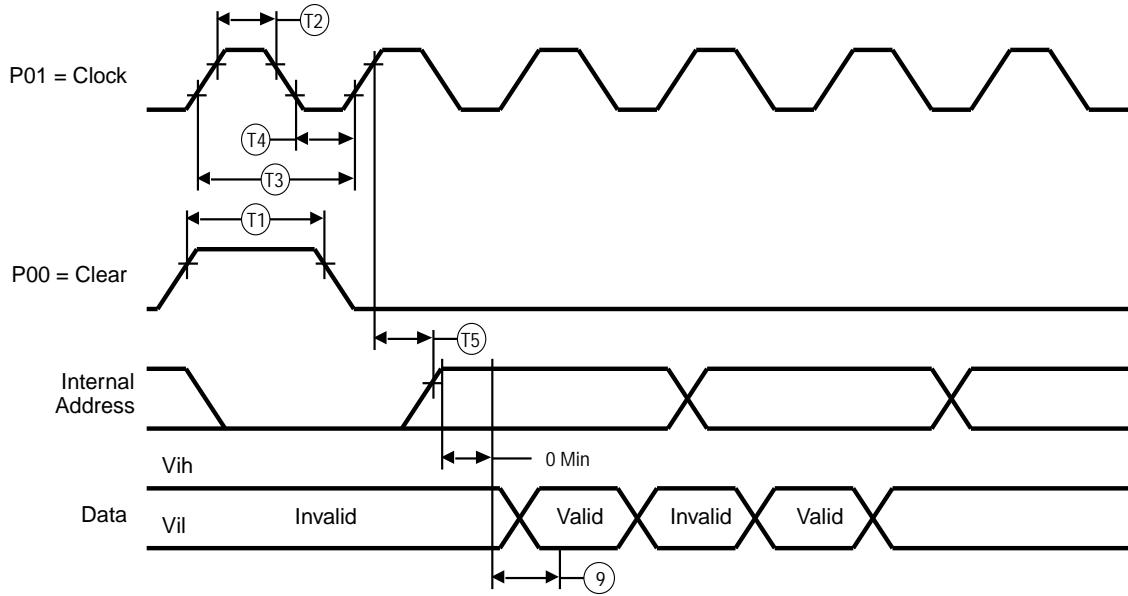 T2
P01 = Clock
T4
T3
T1
P00 = Clear
T5
Internal
Address
0 Min
Vih
Data
Vil
Invalid
Valid
Invalid
Valid
9